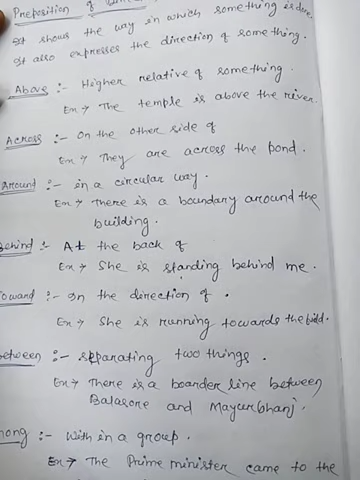 Preposition of
It shows the way in which something is done.
It also expresses the direction of something.
Above :- Higher relative of something.
Ex → The temple is above the river.
Across :- On the other side of
Ex → They are across the pond.
Around :- in a circular way.
Ex → There is a boundary around the
building.
Behind :- At the back of
Ex → She is standing behind me.
Toward :- In the direction of .
Ex → She is running towards the field.
between :- separating two things .
Ex → There is a boarder line between
Balasore and Mayurbhanj.
mong :- With in a group.
Ex → The Prime minister came to the